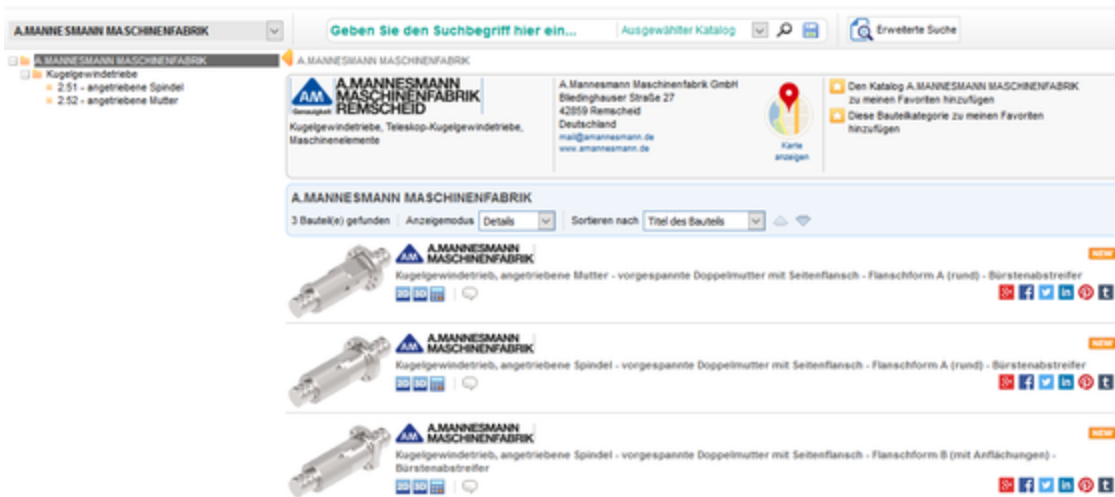 A.MANNESMANN MASCHINENFABRIK
Geben Sie den Suchbegriff hier ein...
Ausgewählter Katalog
Erweiterte Suche
A.MANNESMANN MASCHINENFABRIK
Kugelgewindetriebe
2.51 - angetriebene Spindel
2.52 - angetriebene Mutter
A.MANNESMANN MASCHINENFABRIK
AM
Genauigkeit
A.MANNESMANN
MASCHINENFABRIK
REMSCHEID
Kugelgewindetriebe, Teleskop-Kugelgewindetriebe,
Maschinenelemente
A.Mannesmann Maschinenfabrik GmbH
Bliedinghauser Straße 27
42859 Remscheid
Deutschland
mail@amannesmann.de
www.amannesmann.de
Karte
anzeigen
Den Katalog A.MANNESMANN MASCHINENFABRIK
zu meinen Favoriten hinzufügen
Diese Bauteilkategorie zu meinen Favoriten
hinzufügen
A.MANNESMANN MASCHINENFABRIK
3 Bauteil(e) gefunden
Anzeigemodus Details
Sortieren nach Titel des Bauteils
AM A.MANNESMANN
MASCHINENFABRIK
NEW
Kugelgewindetrieb, angetriebene Mutter - vorgespannte Doppelmutter mit Seitenflansch - Flanschform A (rund) - Bürstenabstreifer
2D 3D
AM A.MANNESMANN
MASCHINENFABRIK
NEW
Kugelgewindetrieb, angetriebene Spindel - vorgespannte Doppelmutter mit Seitenflansch - Flanschform A (rund) - Bürstenabstreifer
2D 3D
AM A.MANNESMANN
MASCHINENFABRIK
NEW
Kugelgewindetrieb, angetriebene Spindel - vorgespannte Doppelmutter mit Seitenflansch - Flanschform B (mit Anflächungen) -
Bürstenabstreifer
2D 3D